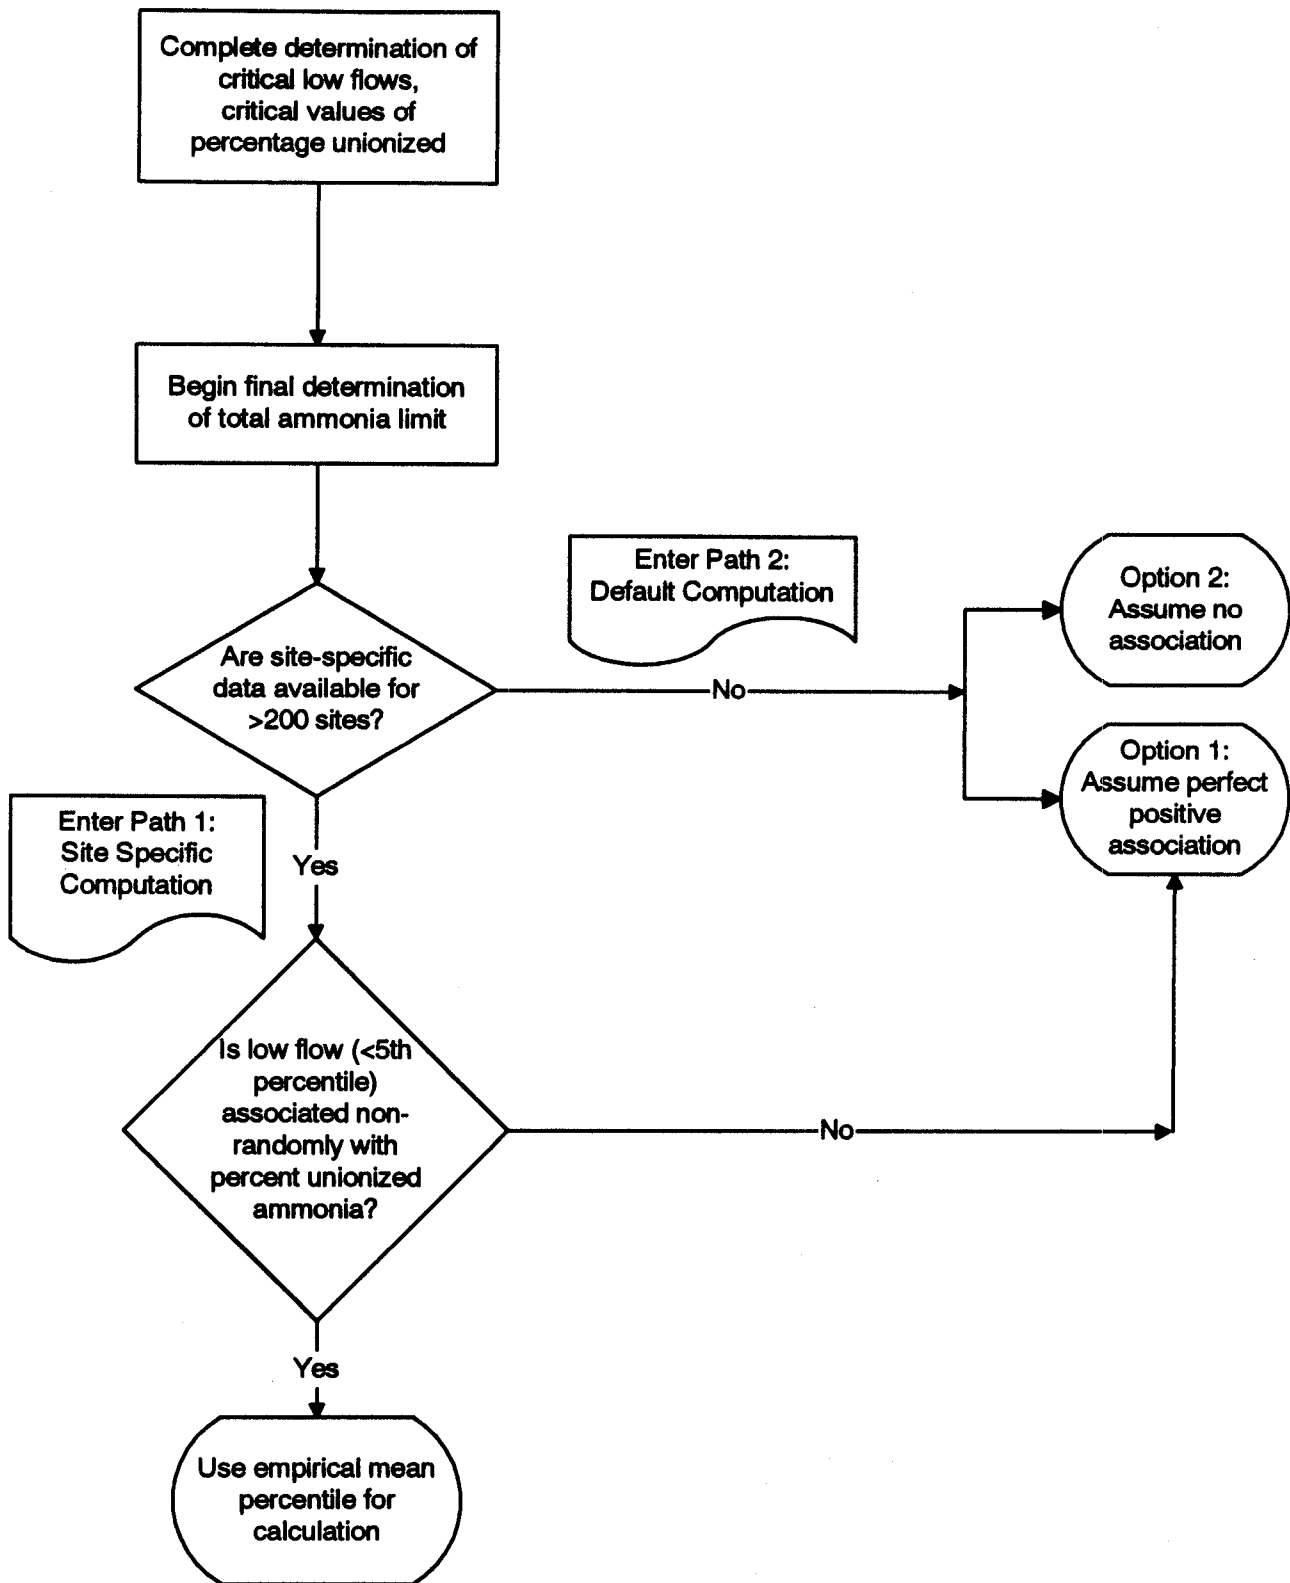 Complete determination of
critical low flows,
critical values of
percentage unionized
Begin final determination
of total ammonia limit
Enter Path 2:
Default Computation
Option 2:
Assume no
association
Are site-specific
data available for
>200 sites?
No
Option 1:
Assume perfect
positive
association
Enter Path 1:
Site Specific
Computation
Yes
Is low flow (<5th
percentile)
associated non-
randomly with
percent unionized
ammonia?
No
Yes
Use empirical mean
percentile for
calculation